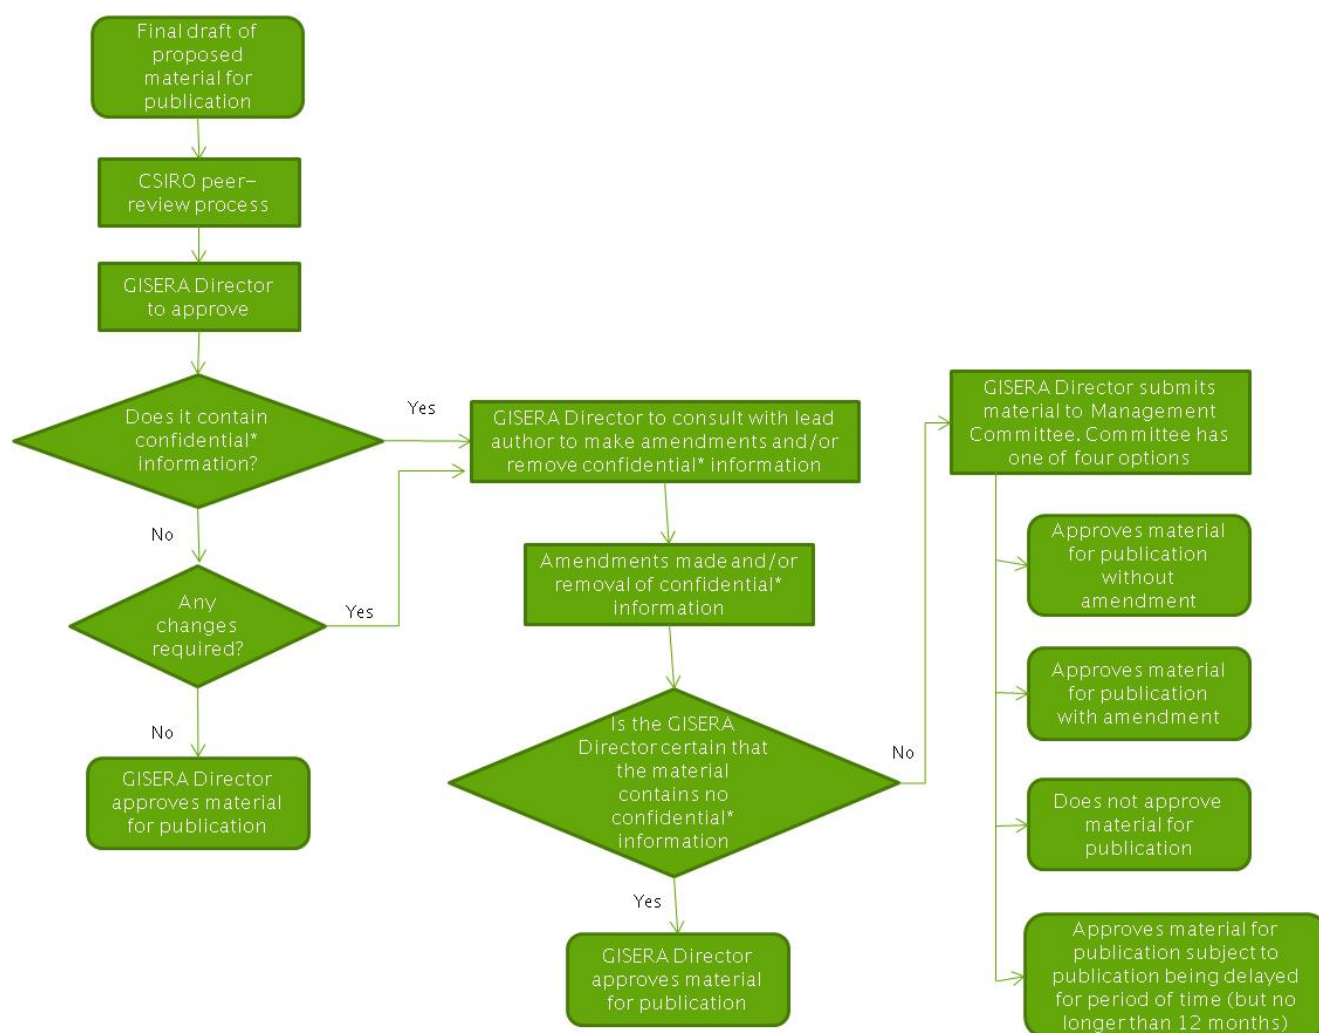 Final draft of
proposed
material for
publication
CSIRO peer–
review process
GISERA Director
to approve
Does it contain
confidential*
information?
Yes
No
Any
changes
required?
Yes
No
GISERA Director
approves material
for publication
GISERA Director to consult with lead
author to make amendments and/or
remove confidential* information
Amendments made and/or
removal of confidential*
information
Is the GISERA
Director certain that
the material
contains no
confidential*
information
No
Yes
GISERA Director
approves material
for publication
GISERA Director submits
material to Management
Committee. Committee has
one of four options
Approves material
for publication
without
amendment
Approves material
for publication
with amendment
Does not approve
material for
publication
Approves material for
publication subject to
publication being delayed
for period of time (but no
longer than 12 months)